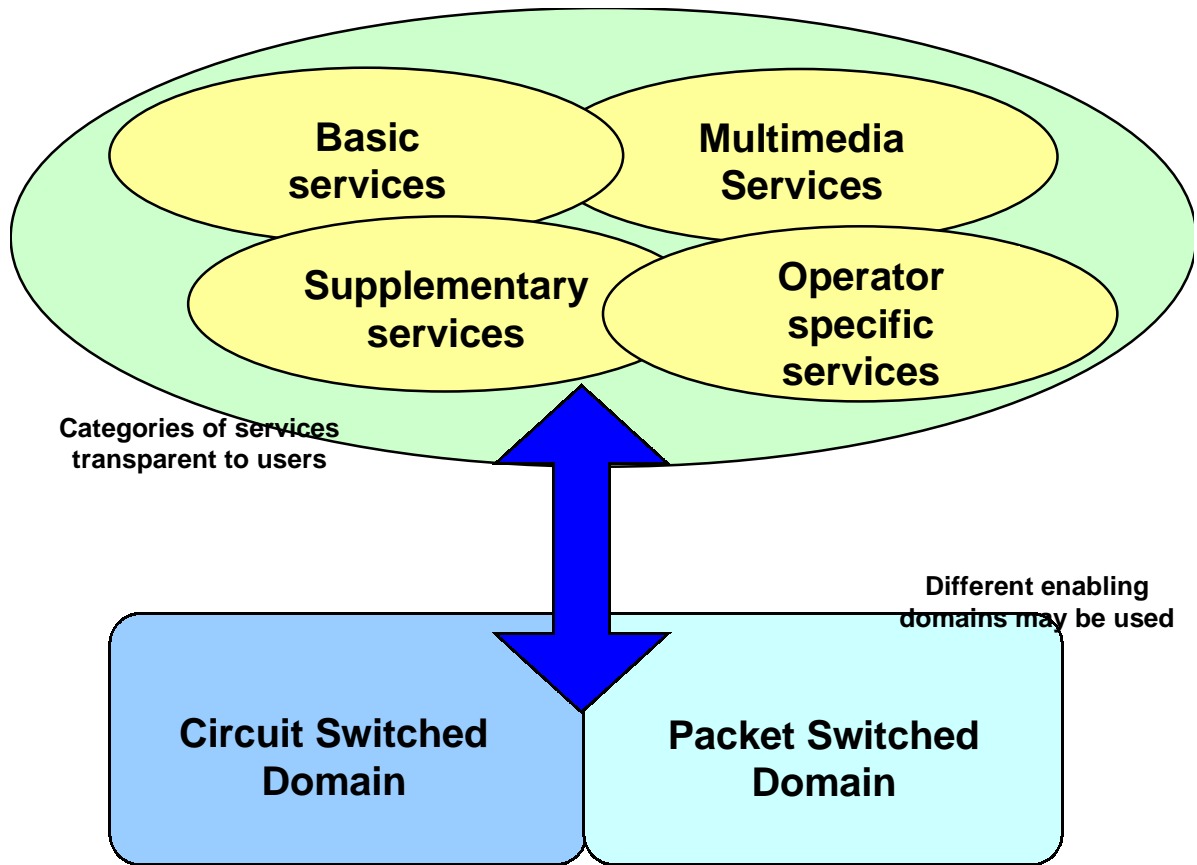 Basic
services
Multimedia
Services
Supplementary
services
Operator
specific
services
Categories of services
transparent to users
Different enabling
domains may be used
Circuit Switched
Domain
Packet Switched
Domain